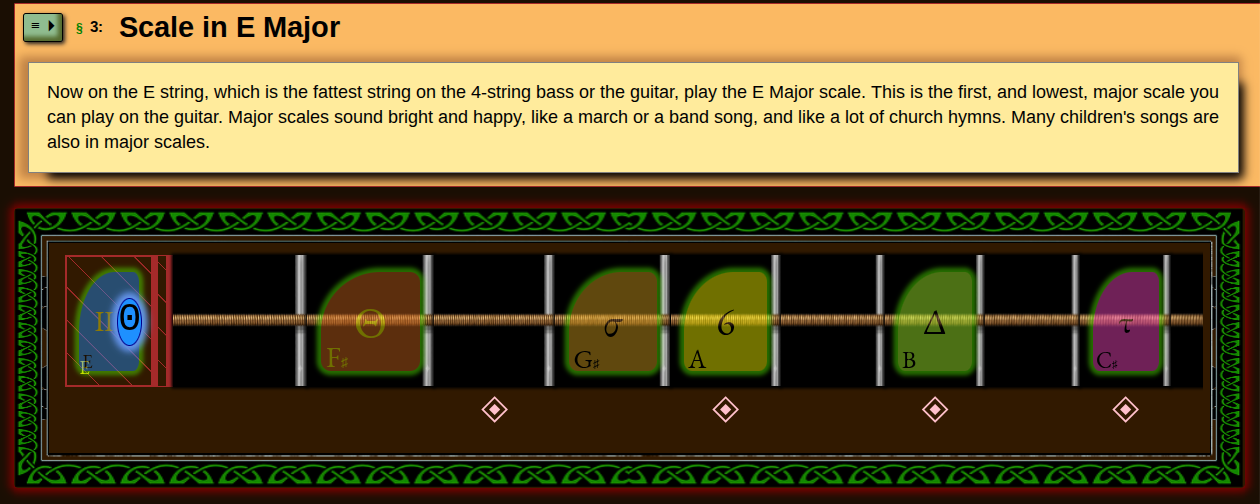 § 3: Scale in E Major
Now on the E string, which is the fattest string on the 4-string bass or the guitar, play the E Major scale. This is the first, and lowest, major scale you
can play on the guitar. Major scales sound bright and happy, like a march or a band song, and like a lot of church hymns. Many children's songs are
also in major scales.
0 Θ σ 6 Δ τ
E F♯ G♯ A B C♯